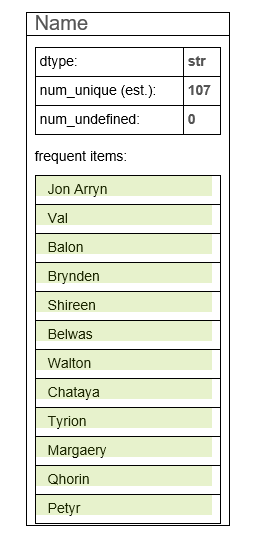 Name
dtype: str
num_unique (est.): 107
num_undefined: 0
frequent items:
Jon Arryn
Val
Balon
Brynden
Shireen
Belwas
Walton
Chataya
Tyrion
Margaery
Qhorin
Petyr